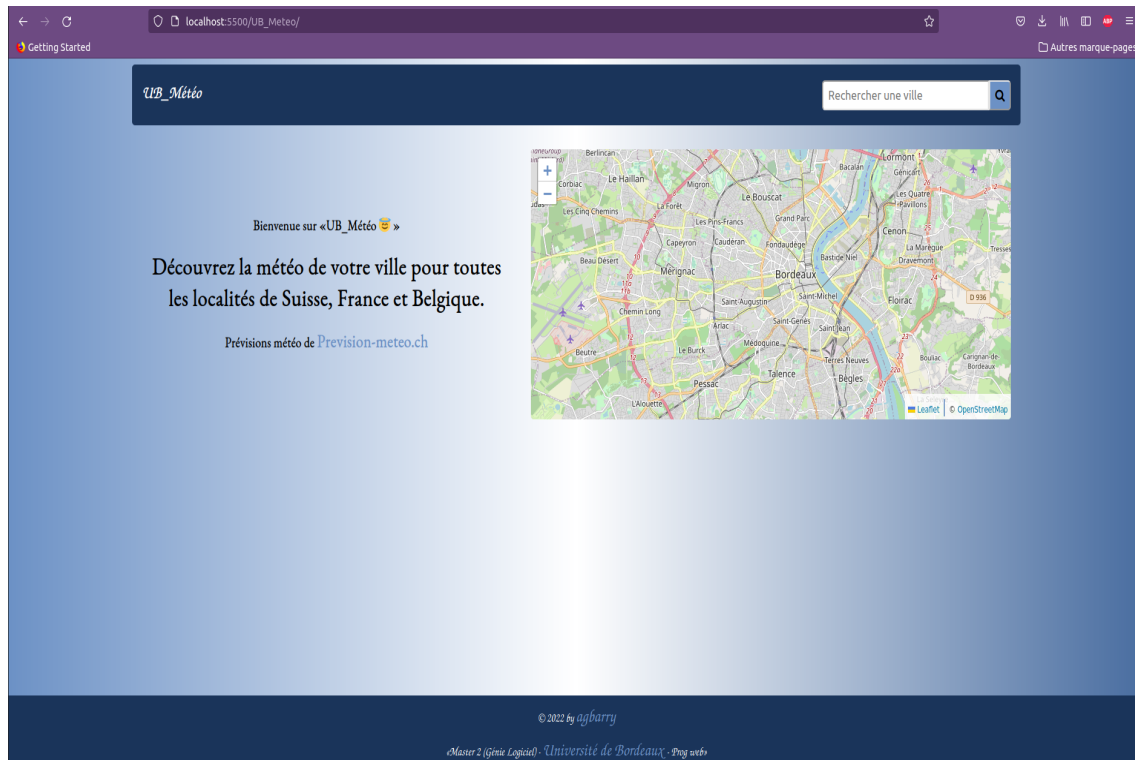 localhost:5500/UB_Meteo/
Getting Started
Autres marque-pages
UB_Météo
Rechercher une ville
Bienvenue sur «UB_Météo 😇 »
Découvrez la météo de votre ville pour toutes
les localités de Suisse, France et Belgique.
Prévisions météo de Prevision-meteo.ch
+
−
Berlincan
Lormont
Corbiac
Le Haillan
Migron
Bacalan
Génicart
Le Bouscat
Les Quatre
Pavillons
Les Cinq Chemins
La Forêt
Les Pins-Francs
Grand Parc
Cenon
Capeyron
Caudéran
Fondaudège
La Marègue
Tresses
Beau Désert
Mérignac
Bordeaux
Bastide Niel
Dravemont
Chemin Long
Saint-Augustin
Saint-Michel
Floirac
D 936
Arlac
Saint-Genès
Saint Jean
Beutre
Le Burck
Médoquine
Terres Neuves
Bouliac
Carignan-de-
Bordeaux
Pessac
Talence
Bègles
L'Alouette
Leaflet | © OpenStreetMap
© 2022 by agbarry
«Master 2 (Génie Logiciel) - Université de Bordeaux - Prog web»